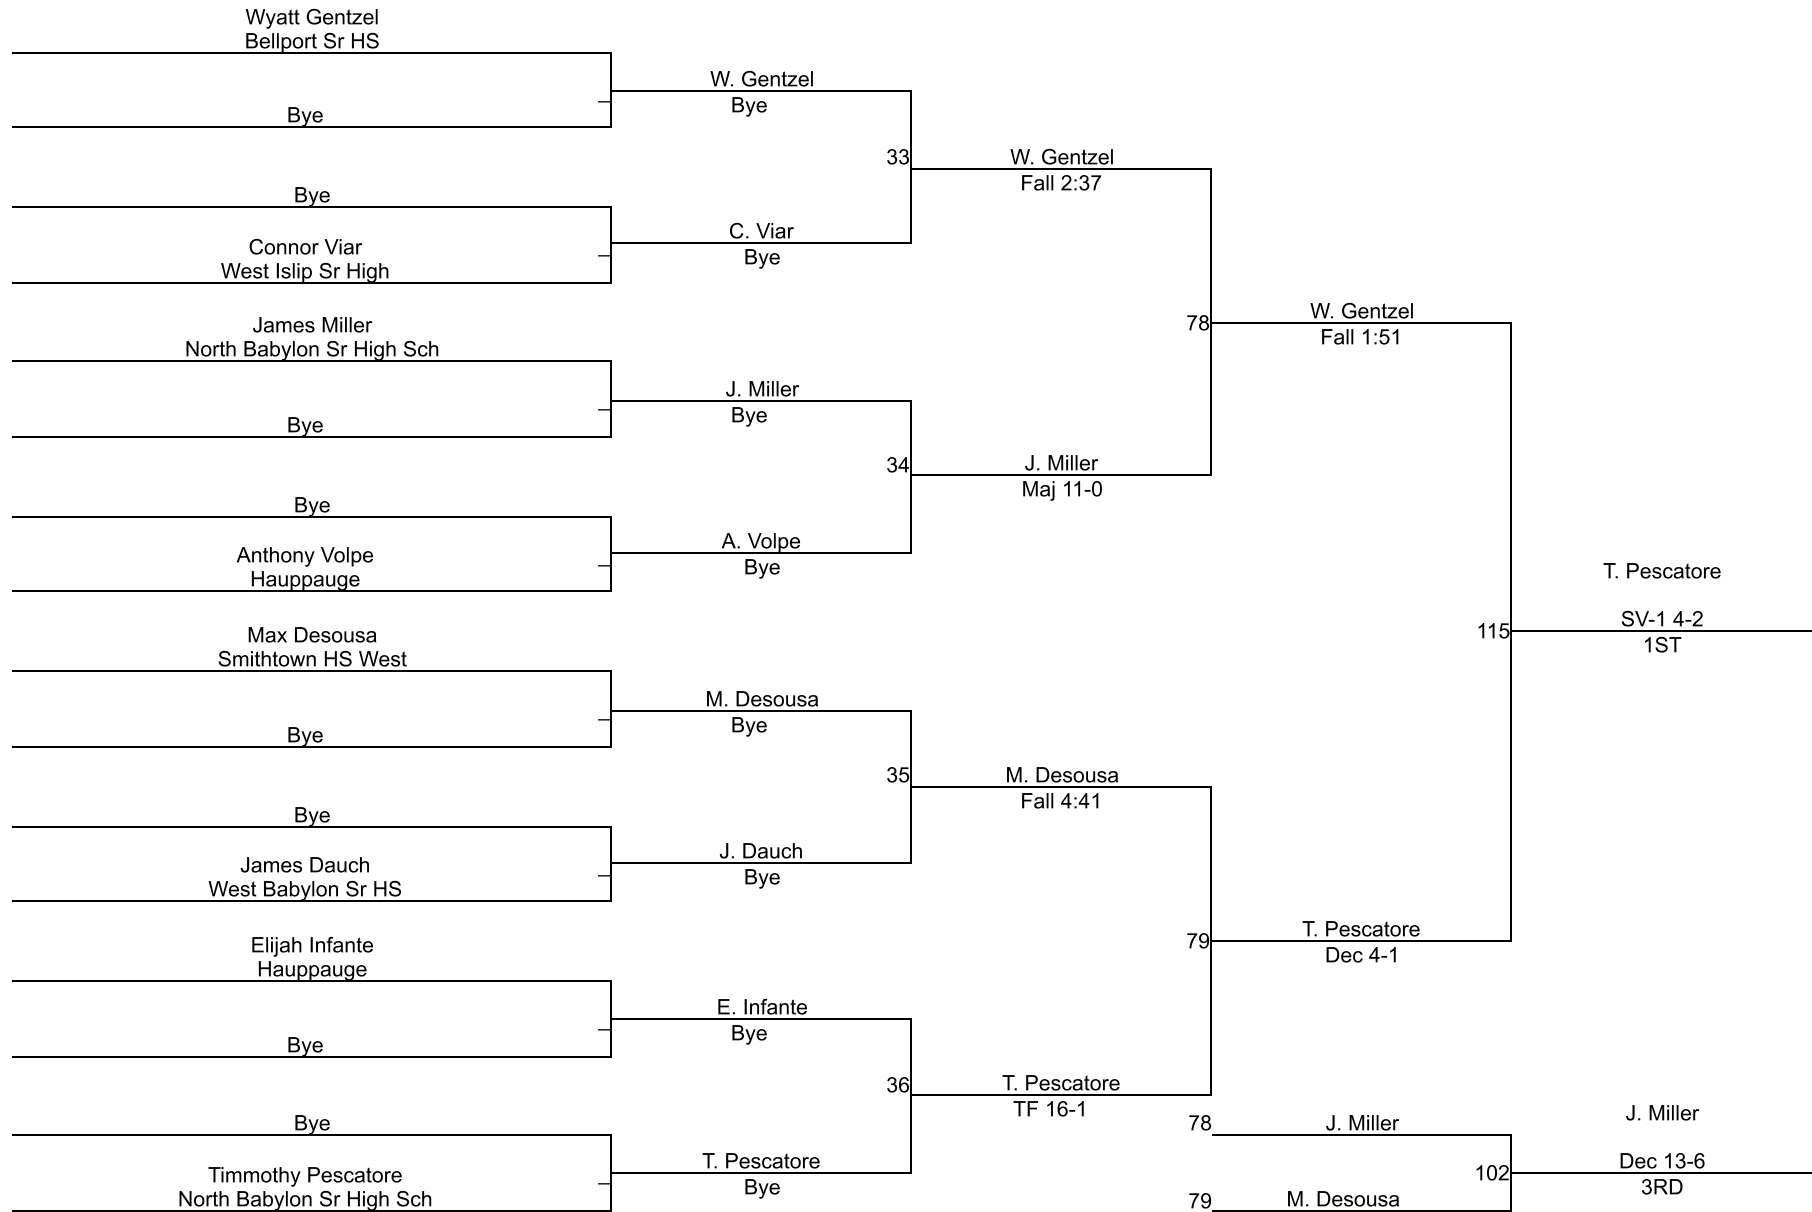 Wyatt Gentzel
Bellport Sr HS
W. Gentzel
Bye
Bye
33
W. Gentzel
Fall 2:37
Bye
C. Viar
Connor Viar
Bye
West Islip Sr High
James Miller
78
W. Gentzel
North Babylon Sr High Sch
Fall 1:51
J. Miller
Bye
Bye
34
J. Miller
Maj 11-0
Bye
A. Volpe
Anthony Volpe
Bye
Hauppauge
T. Pescatore
Max Desousa
115
SV-1 4-2
Smithtown HS West
1ST
M. Desousa
Bye
Bye
35
M. Desousa
Fall 4:41
Bye
J. Dauch
James Dauch
Bye
West Babylon Sr HS
Elijah Infante
79
T. Pescatore
Hauppauge
Dec 4-1
E. Infante
Bye
Bye
36
T. Pescatore
TF 16-1
Bye
78
J. Miller
J. Miller
T. Pescatore
Timmothy Pescatore
Bye
102
Dec 13-6
North Babylon Sr High Sch
79
M. Desousa
3RD